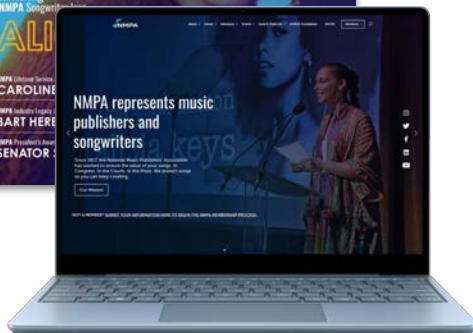 NMPA Songwriter Icon
ALI
NMPA Lifetime Service
CAROLINE
NMPA Industry Legacy
BART HERB
NMPA President's Award
SENATOR
NMPA
NMPA represents music
publishers and
songwriters
Since 1917, the National Music Publishers' Association
has worked to ensure the value of your songs. In
Congress. In the Courts. In the Press. We protect songs
so you can keep creating.
Our Mission
NOT A MEMBER? SUBMIT YOUR INFORMATION HERE TO BEGIN THE NMPA MEMBERSHIP PROCESS.